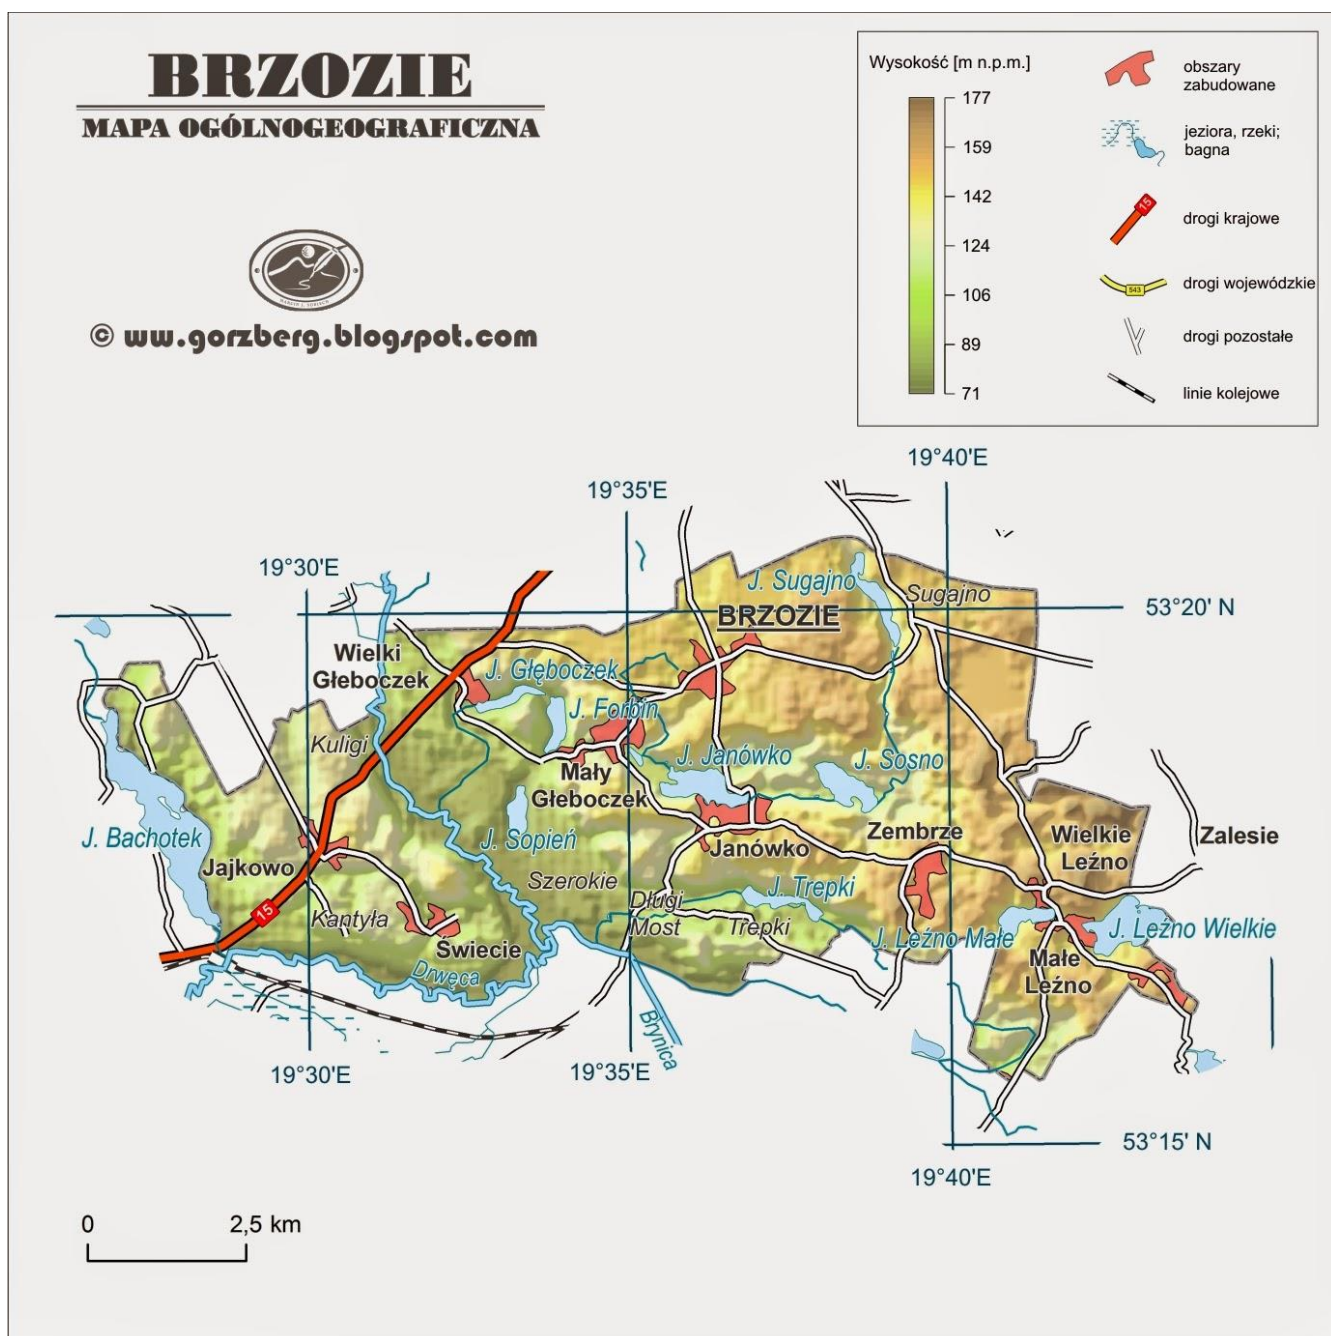 BRZOZIE
MAPA OGÓLNOGEOGRAFICZNA
© ww.gorzberg.blogspot.com
Wysokość [m n.p.m.]
177
159
142
124
106
89
71
obszary
zabudowane
jeziora, rzeki;
bagna
15
drogi krajowe
543
drogi wojewódzkie
drogi pozostałe
linie kolejowe
19°40'E
19°35'E
19°30'E
53°20' N
J. Sugajno
Sugajno
BRZOZIE
Wielki
Głeboczek
J. Głęboczek
J. Forbin
Kuligi
J. Janówko
J. Sosno
Mały
Głeboczek
J. Bachotek
J. Sopień
Zembrze
Wielkie
Leźno
Zalesie
Janówko
Jajkowo
Szerokie
J. Trepki
Długi
Most
Trepki
15
Kantyła
Świecie
J. Leźno Małe
J. Leźno Wielkie
Małe
Leźno
Drwęca
Brynica
19°30'E
19°35'E
53°15' N
19°40'E
0
2,5 km